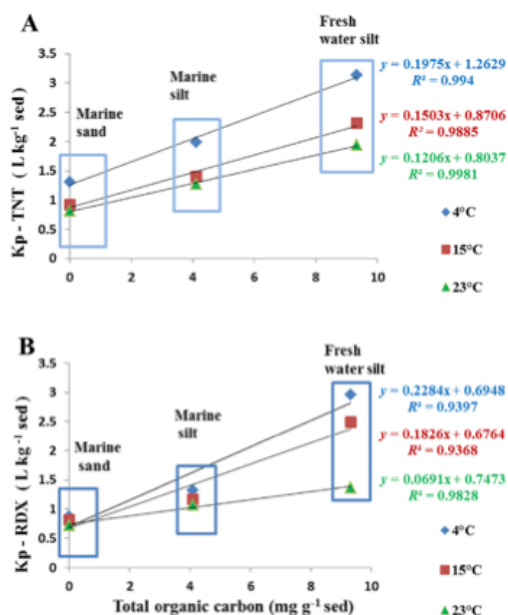 A
Fresh
water silt
Marine
silt
Marine
sand
y = 0.1975x + 1.2629
R² = 0.994
y = 0.1503x + 0.8706
R² = 0.9885
y = 0.1206x + 0.8037
R² = 0.9981
Kp - TNT ( L kg⁻¹ sed)
3.5
3
2.5
2
1.5
1
0.5
0
0 2 4 6 8 10
4°C
15°C
23°C
B
Fresh
water silt
Marine
silt
Marine
sand
y = 0.2284x + 0.6948
R² = 0.9397
y = 0.1826x + 0.6764
R² = 0.9368
y = 0.0691x + 0.7473
R² = 0.9828
Kp - RDX ( L kg⁻¹ sed)
3.5
3
2.5
2
1.5
1
0.5
0
0 2 4 6 8 10
Total organic carbon (mg g⁻¹ sed)
4°C
15°C
23°C